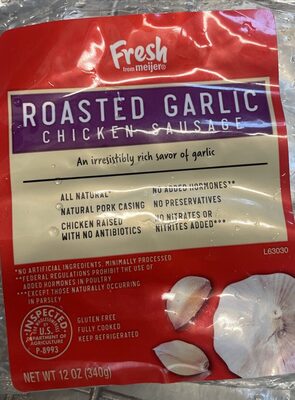 Fresh
from meijer®
ROASTED GARLIC
CHICKEN SAUSAGE
An irresistibly rich savor of garlic
ALL NATURAL*
NATURAL PORK CASING
CHICKEN RAISED
WITH NO ANTIBIOTICS
NO ADDED HORMONES**
NO PRESERVATIVES
NO NITRATES OR
NITRITES ADDED***
L63030
*NO ARTIFICIAL INGREDIENTS. MINIMALLY PROCESSED
**FEDERAL REGULATIONS PROHIBIT THE USE OF
ADDED HORMONES IN POULTRY
***EXCEPT THOSE NATURALLY OCCURRING
IN PARSLEY
INSPECTED
FOR WHOLESOMENESS BY
U.S.
DEPARTMENT OF
AGRICULTURE
P-8993
GLUTEN FREE
FULLY COOKED
KEEP REFRIGERATED
NET WT 12 OZ (340g)